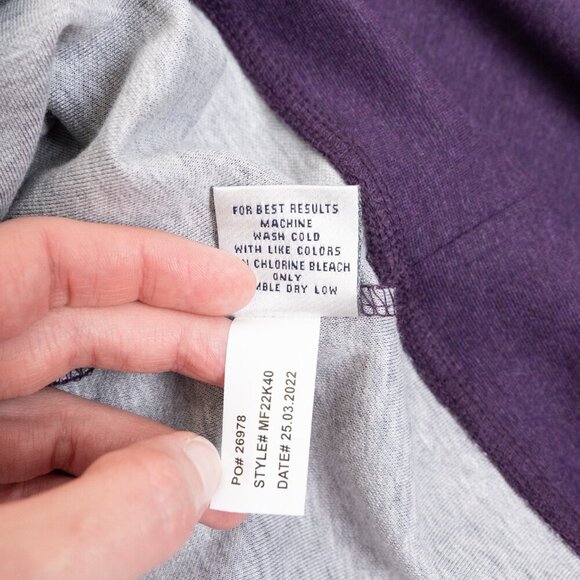 FOR BEST RESULTS
MACHINE
WASH COLD
WITH LIKE COLORS
CHLORINE BLEACH
ONLY
DRY LOW
PO# 26978
STYLE# MF22K40
DATE# 25.03.2022